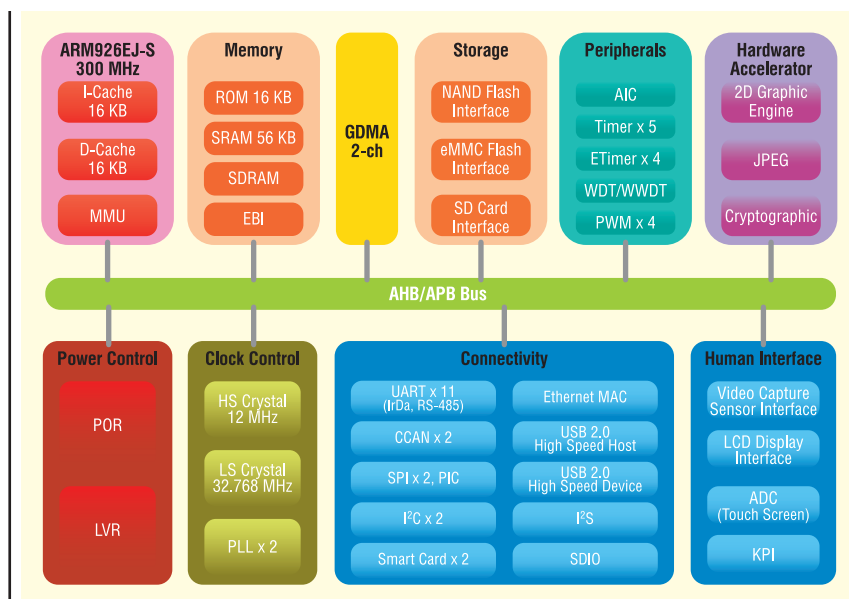 ARM926EJ-S
300 MHz
I-Cache
16 KB
D-Cache
16 KB
MMU
Memory
ROM 16 KB
SRAM 56 KB
SDRAM
EBI
GDMA
2-ch
Storage
NAND Flash
Interface
eMMC Flash
Interface
SD Card
Interface
Peripherals
AIC
Timer x 5
ETimer x 4
WDT/WWDT
PWM x 4
Hardware
Accelerator
2D Graphic
Engine
JPEG
Cryptographic
AHB/APB Bus
Power Control
POR
LVR
Clock Control
HS Crystal
12 MHz
LS Crystal
32.768 MHz
PLL x 2
Connectivity
UART x 11
(IrDa, RS-485)
CCAN x 2
SPI x 2, PIC
I²C x 2
Smart Card x 2
Ethernet MAC
USB 2.0
High Speed Host
USB 2.0
High Speed Device
I²S
SDIO
Human Interface
Video Capture
Sensor Interface
LCD Display
Interface
ADC
(Touch Screen)
KPI